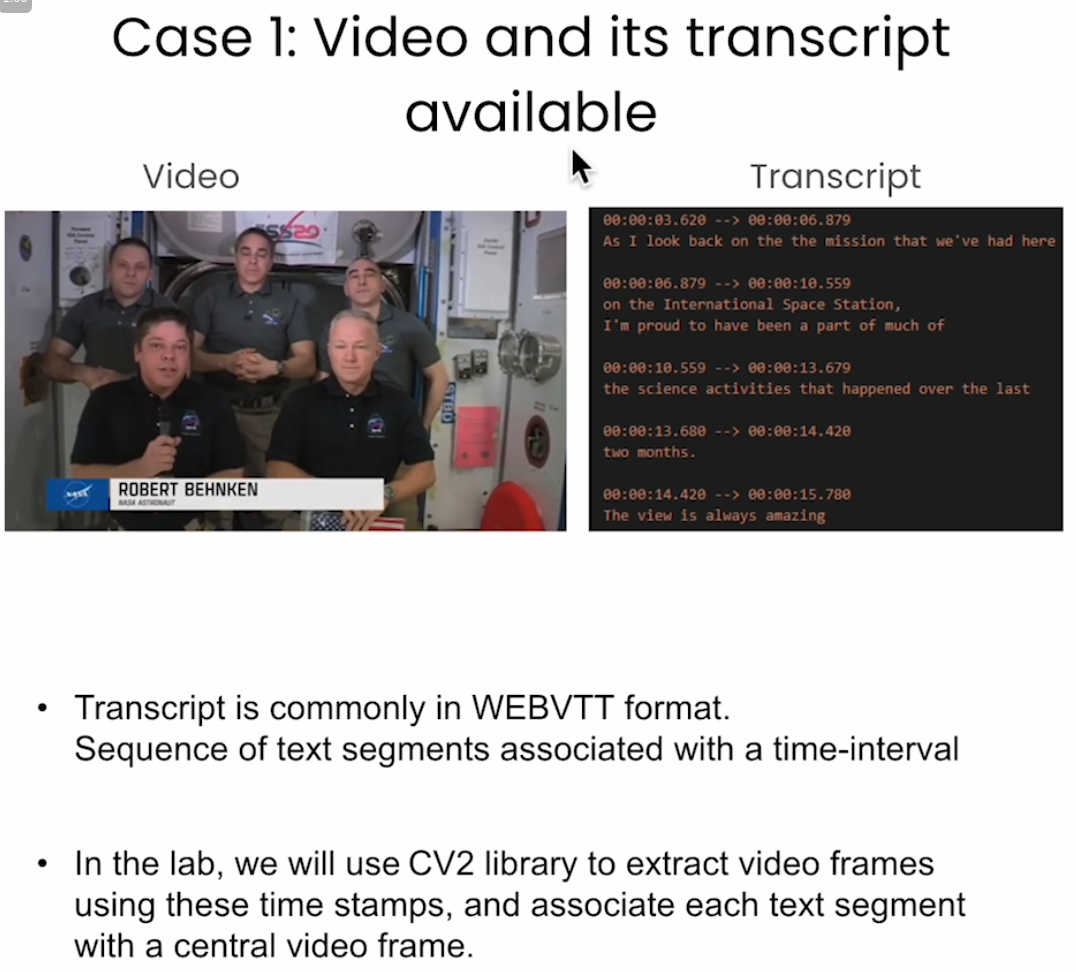 Case 1: Video and its transcript
available
Video
Transcript
ROBERT BEHNKEN
NASA ASTRONAUT
00:00:03.620 --> 00:00:06.879
As I look back on the the mission that we've had here
00:00:06.879 --> 00:00:10.559
on the International Space Station,
I'm proud to have been a part of much of
00:00:10.559 --> 00:00:13.679
the science activities that happened over the last
00:00:13.680 --> 00:00:14.420
two months.
00:00:14.420 --> 00:00:15.780
The view is always amazing
• Transcript is commonly in WEBVTT format.
Sequence of text segments associated with a time-interval
• In the lab, we will use CV2 library to extract video frames
using these time stamps, and associate each text segment
with a central video frame.